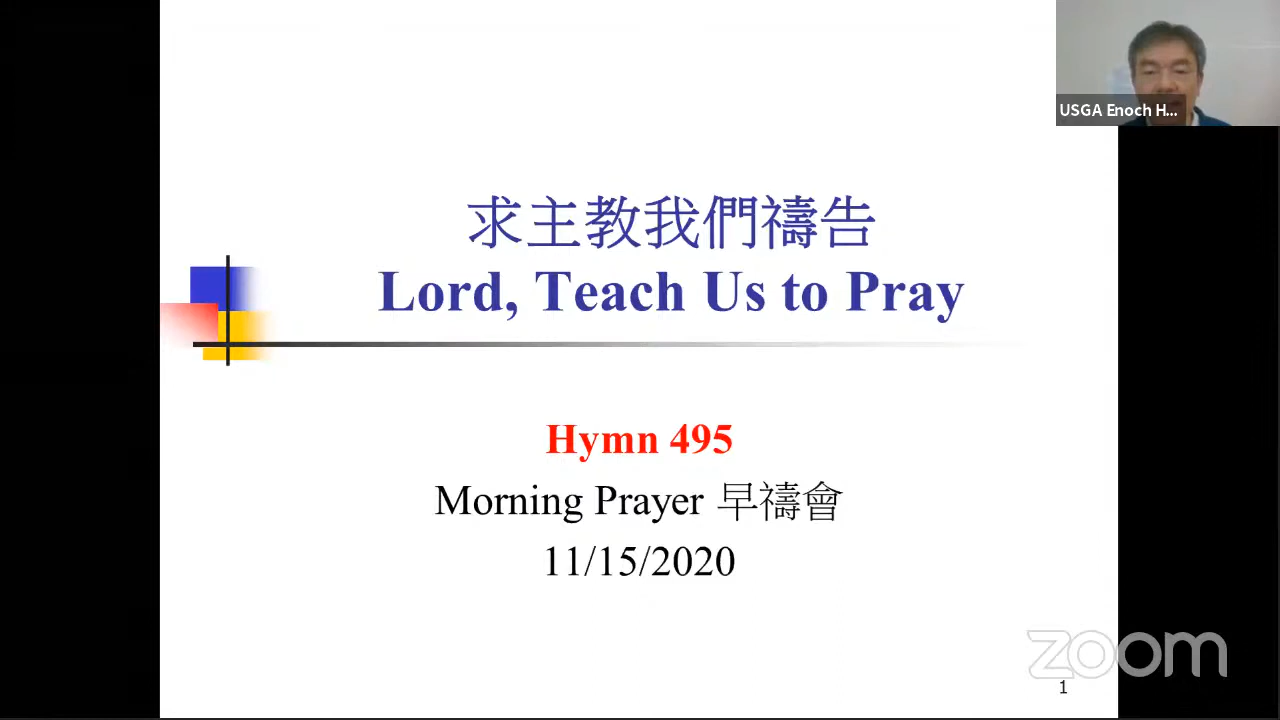 USGA Enoch H...
求主教我們禱告
Lord, Teach Us to Pray
Hymn 495
Morning Prayer 早禱會
11/15/2020
zoom
1